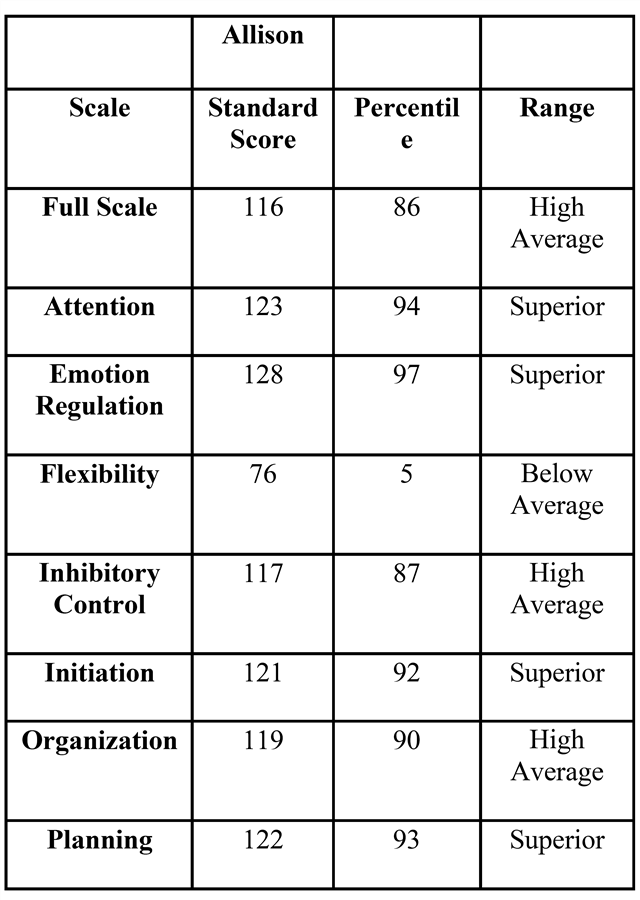 Allison
Scale Standard Score Percentil e Range
Full Scale 116 86 High Average
Attention 123 94 Superior
Emotion Regulation 128 97 Superior
Flexibility 76 5 Below Average
Inhibitory Control 117 87 High Average
Initiation 121 92 Superior
Organization 119 90 High Average
Planning 122 93 Superior